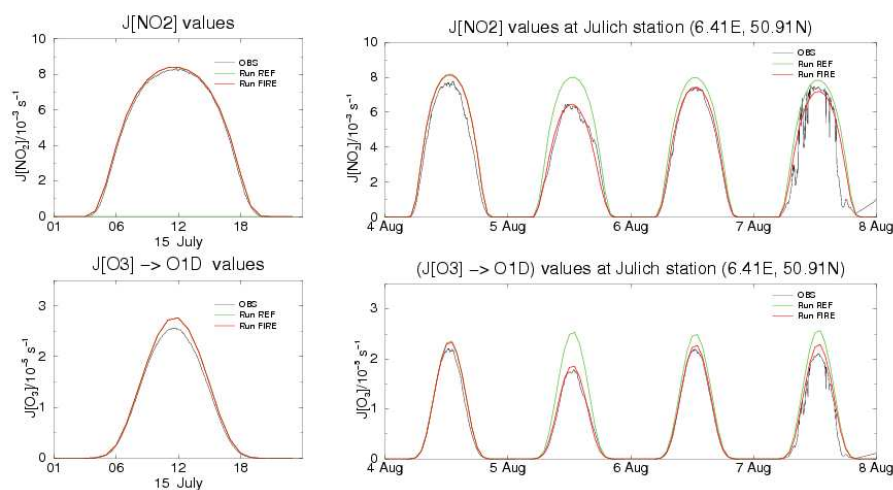 J[NO2] values
J[NO₂]/10⁻³ s⁻¹
10
8
6
4
2
0
OBS
Run REF
Run FIRE
01 06 12 18
15 July
J[NO2] values at Julich station (6.41E, 50.91N)
J[NO₂]/10⁻³ s⁻¹
10
8
6
4
2
0
OBS
Run REF
Run FIRE
4 Aug 5 Aug 6 Aug 7 Aug 8 Aug
J[O3] -> O1D values
J[O₃]/10⁻⁵ s⁻¹
3
2
1
0
OBS
Run REF
Run FIRE
01 06 12 18
15 July
(J[O3] -> O1D) values at Julich station (6.41E, 50.91N)
J[O₃]/10⁻⁵ s⁻¹
3
2
1
0
OBS
Run REF
Run FIRE
4 Aug 5 Aug 6 Aug 7 Aug 8 Aug